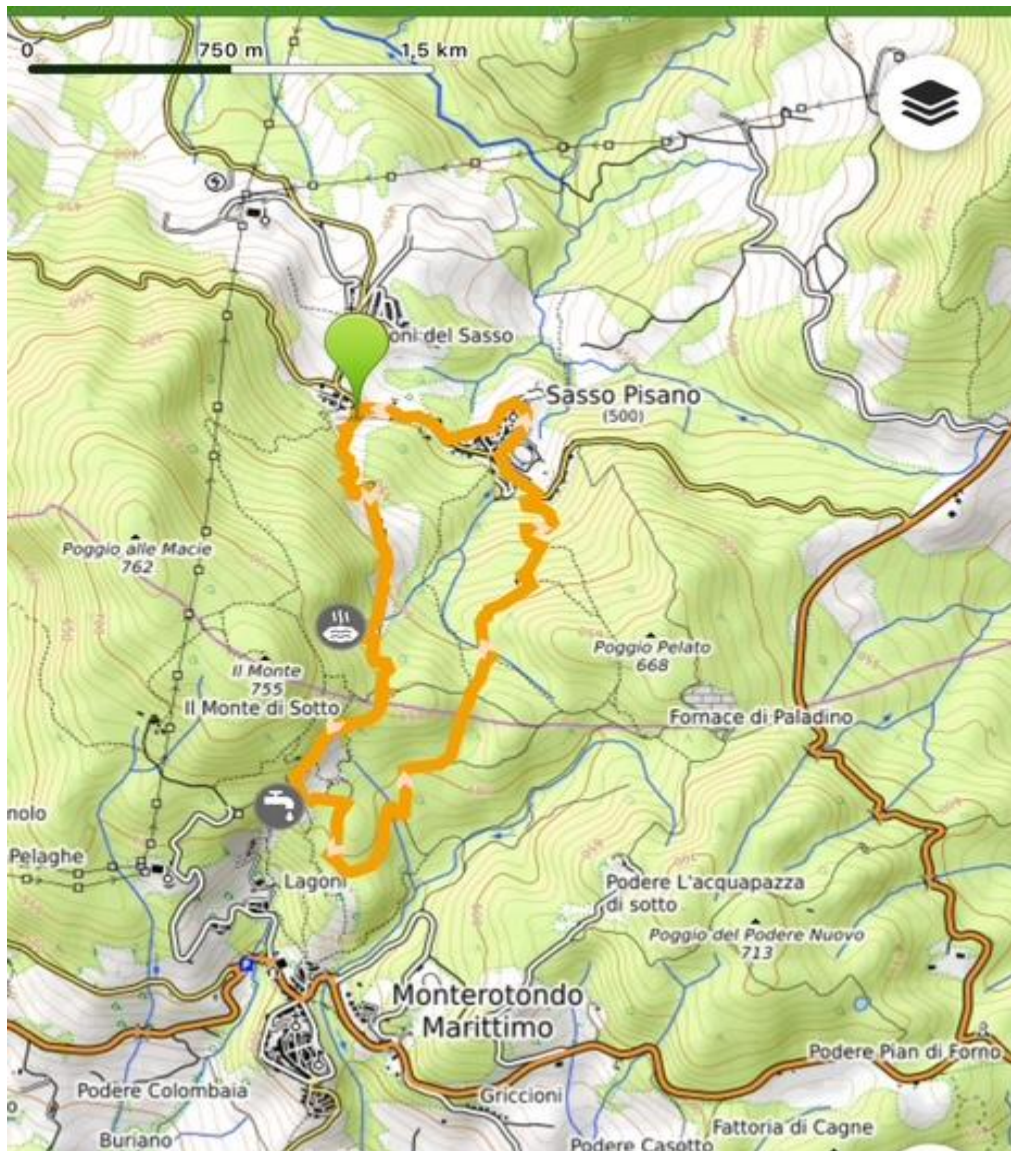 0 750 m 1,5 km
oni del Sasso
Sasso Pisano
(500)
Poggio alle Macie
762
Il Monte
755
Il Monte di Sotto
Poggio Pelato
668
Fornace di Paladino
nolo
Pelaghe
Lagoni
Podere L'acquapazza
di sotto
Poggio del Podere Nuovo
713
Monterotondo
Marittimo
Podere Pian di Forno
Podere Colombaia
Griccioni
Fattoria di Cagne
Buriano
Podere Casotto